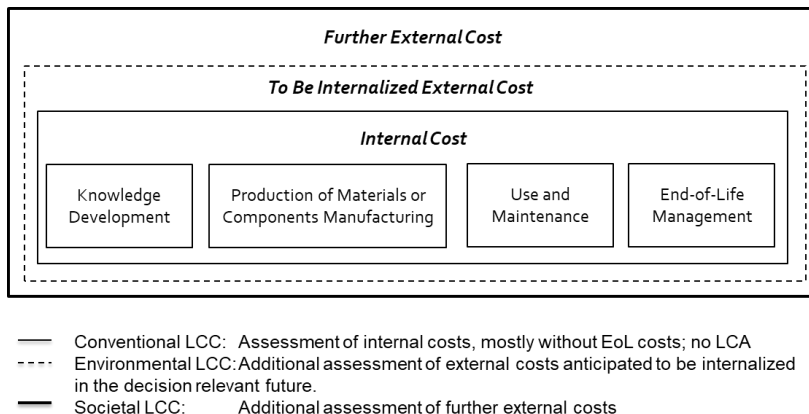 Further External Cost
To Be Internalized External Cost
Internal Cost
Knowledge
Development
Production of Materials or
Components Manufacturing
Use and
Maintenance
End-of-Life
Management
Conventional LCC: Assessment of internal costs, mostly without EoL costs; no LCA
Environmental LCC: Additional assessment of external costs anticipated to be internalized
in the decision relevant future.
Societal LCC: Additional assessment of further external costs